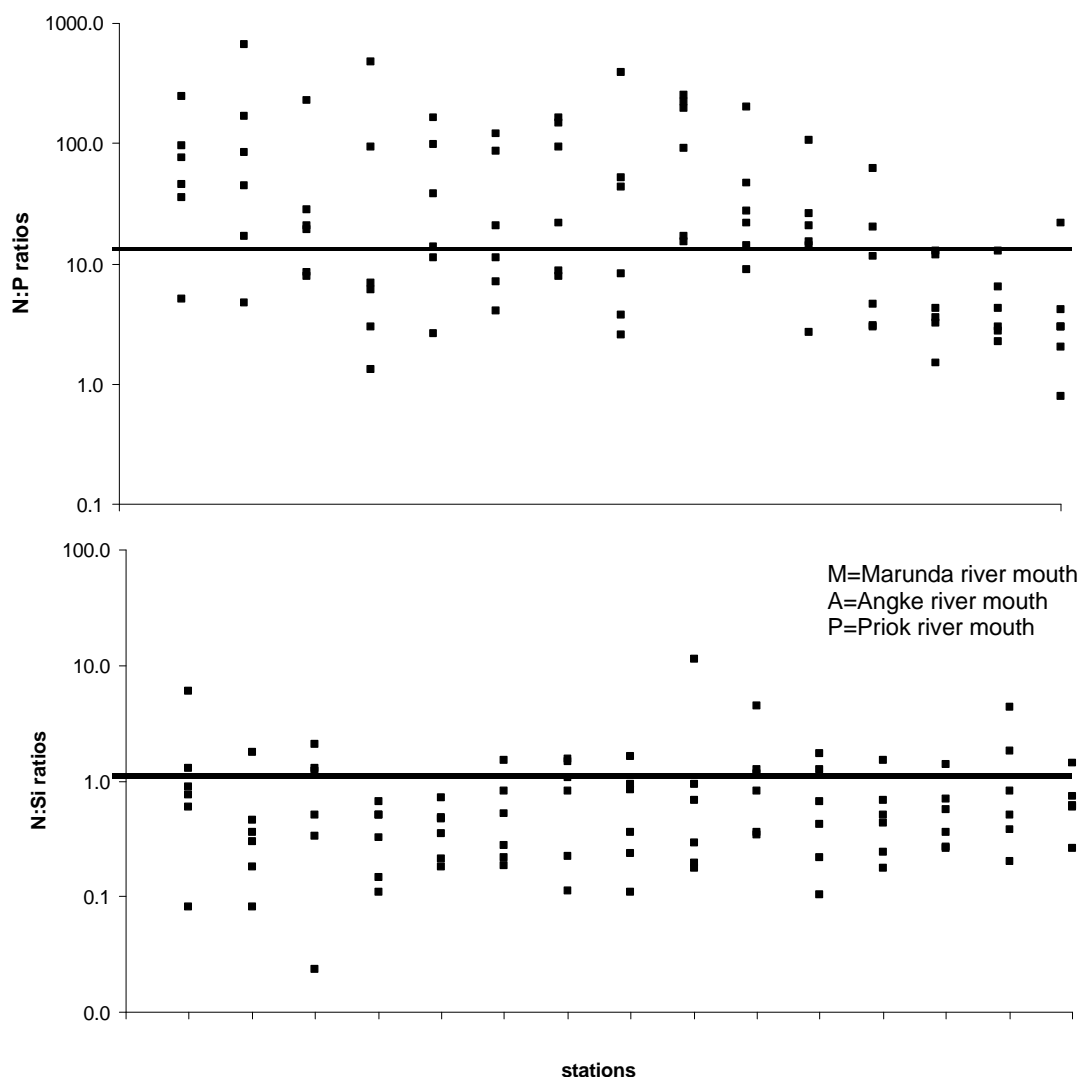 1000.0
100.0
10.0
1.0
0.1
N:P ratios
100.0
10.0
1.0
0.1
0.0
N:Si ratios
M=Marunda river mouth
A=Angke river mouth
P=Priok river mouth
stations